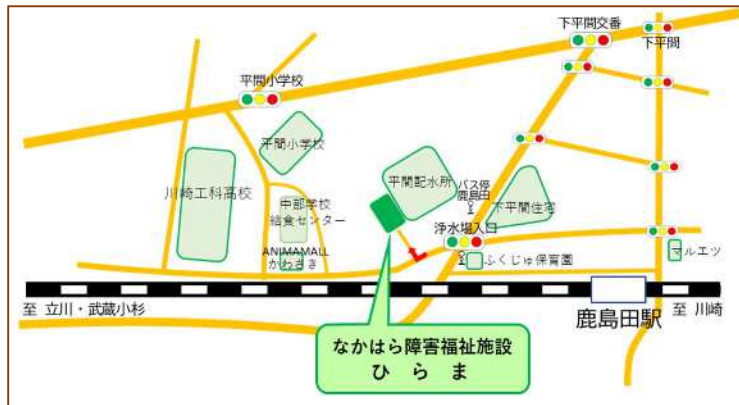 下平間交番
下平間
平間小学校
平間小学校
川崎工科高校
中部学校
給食センター
ANIMAMALL
かわさき
平間配水所
バス停
鹿島田
下平間住宅
浄水場入口
ふくじゅ保育園
マルエツ
至 立川・武蔵小杉
鹿島田駅
至 川崎
なかはら障害福祉施設
ひ ら ま